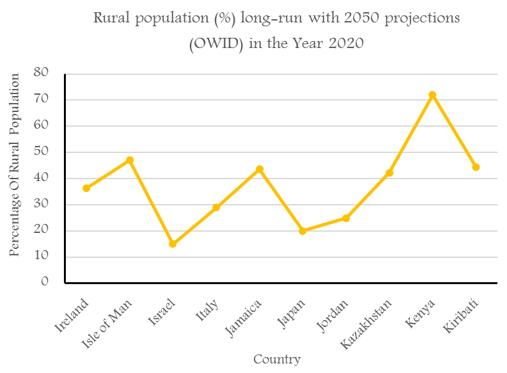 Rural population (%) long-run with 2050 projections
(OWID) in the Year 2020
Percentage Of Rural Population
80
70
60
50
40
30
20
10
0
Ireland
Isle of Man
Israel
Italy
Jamaica
Japan
Jordan
Kazakhstan
Kenya
Kiribati
Country